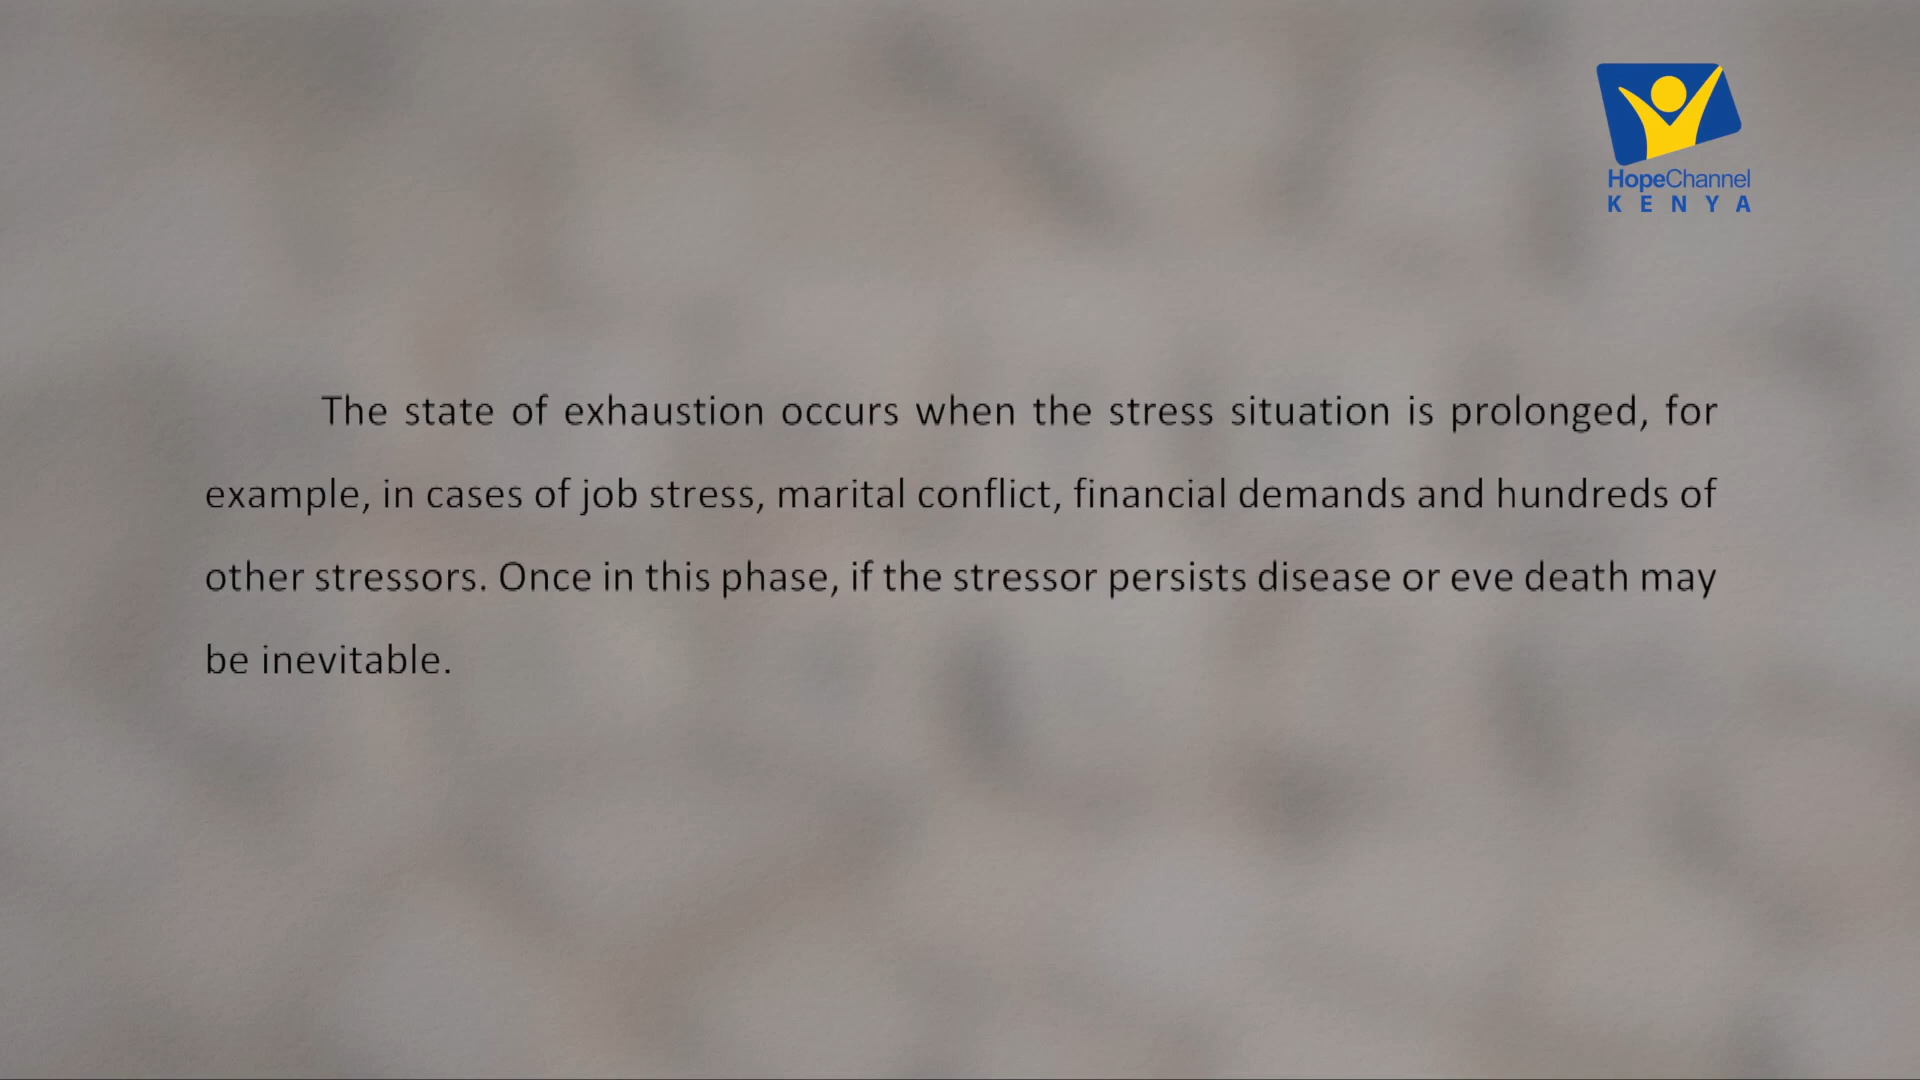 HopeChannel
KENYA
The state of exhaustion occurs when the stress situation is prolonged, for
example, in cases of job stress, marital conflict, financial demands and hundreds of
other stressors. Once in this phase, if the stressor persists disease or eve death may
be inevitable.